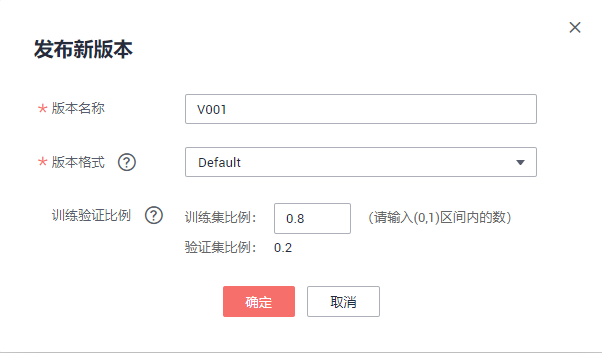 发布新版本
* 版本名称 V001
* 版本格式 ? Default
训练验证比例 ? 训练集比例： 0.8 （请输入(0,1)区间内的数）
验证集比例： 0.2
确定 取消